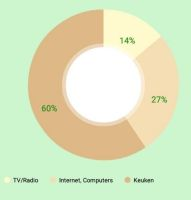 14%
27%
60%
TV/Radio Internet, Computers Keuken